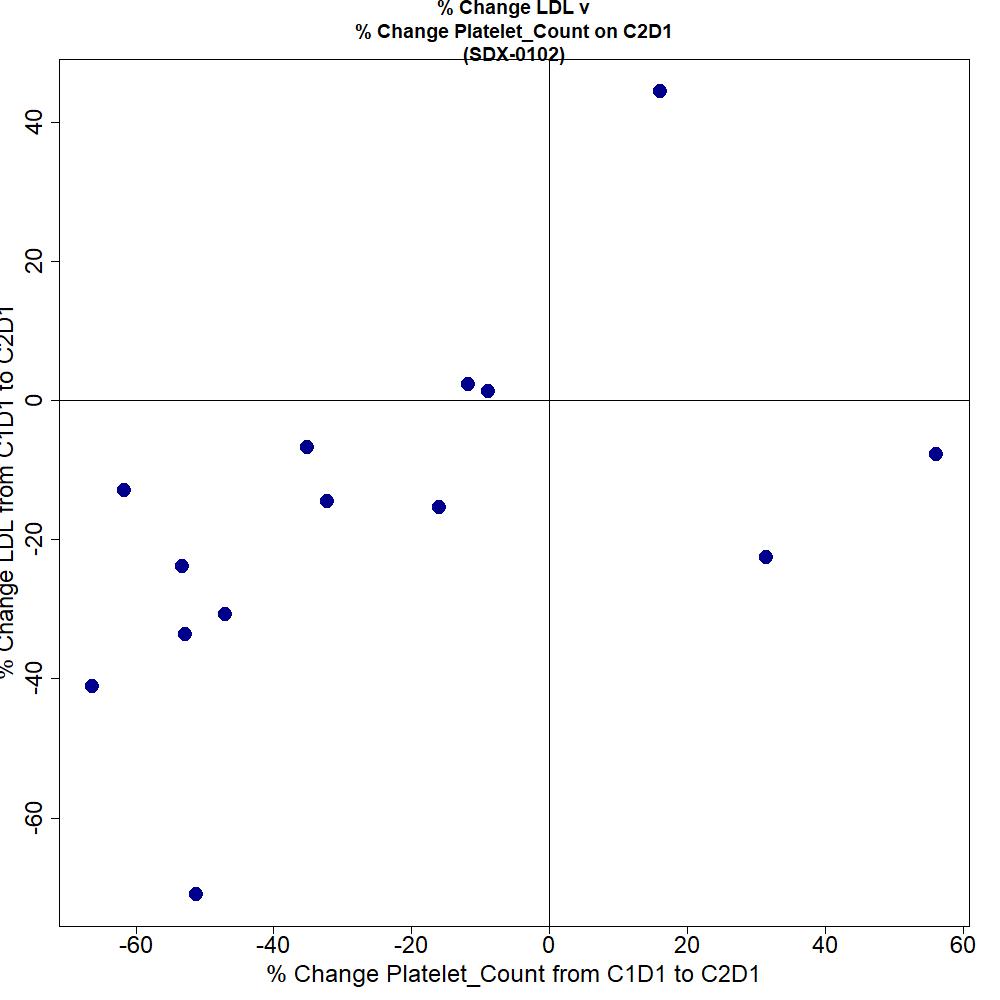 % Change LDL v
% Change Platelet_Count on C2D1
(SDX-0102)
% Change LDL from C1D1 to C2D1
40
20
0
-20
-40
-60
-60
-40
-20
0
20
40
60
% Change Platelet_Count from C1D1 to C2D1